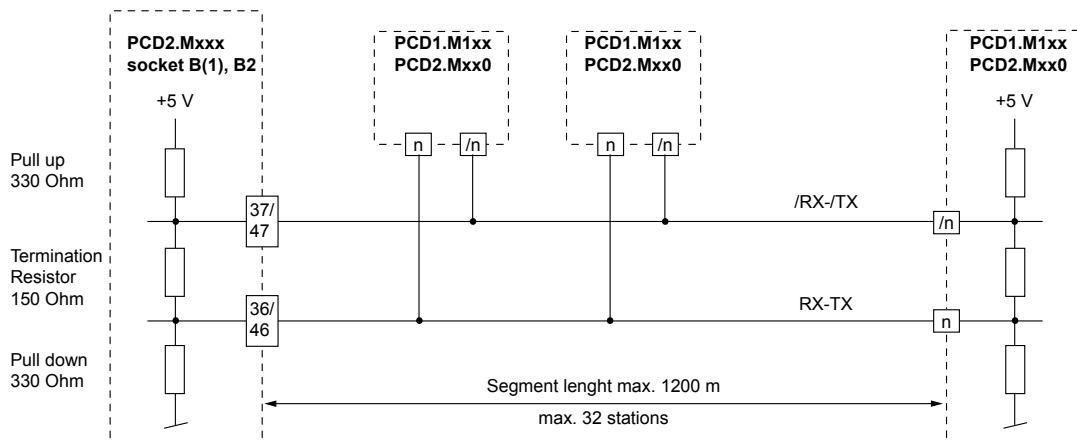 PCD2.Mxxx
socket B(1), B2
+5 V
Pull up
330 Ohm
37/
47
Termination
Resistor
150 Ohm
36/
46
Pull down
330 Ohm
PCD1.M1xx
PCD2.Mxx0
n
/n
PCD1.M1xx
PCD2.Mxx0
n
/n
/RX-/TX
RX-TX
Segment lenght max. 1200 m
max. 32 stations
PCD1.M1xx
PCD2.Mxx0
+5 V
/n
n